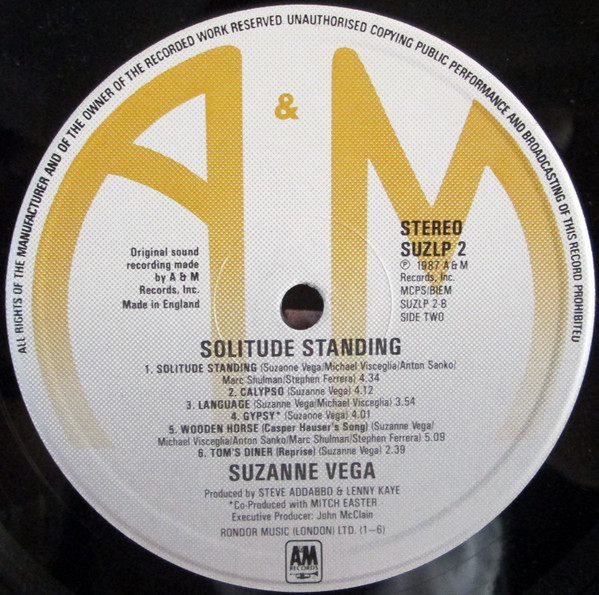 ALL RIGHTS OF THE MANUFACTURER AND OF THE OWNER OF THE RECORDED WORK RESERVED UNAUTHORISED COPYING PUBLIC PERFORMANCE AND BROADCASTING OF THIS RECORD PROHIBITED
A & M
Original sound
recording made
by A & M
Records, Inc.
Made in England
STEREO
SUZLP 2
℗ 1987 A & M
Records, Inc.
MCPS/BIEM
SUZLP 2-B
SIDE TWO
SOLITUDE STANDING
1. SOLITUDE STANDING (Suzanne Vega/Michael Visceglia/Anton Sanko/
Marc Shulman/Stephen Ferrera) 4.34
2. CALYPSO (Suzanne Vega) 4.12
3. LANGUAGE (Suzanne Vega/Michael Visceglia) 3.54
4. GYPSY* (Suzanne Vega) 4.01
5. WOODEN HORSE (Casper Hauser's Song) (Suzanne Vega/
Michael Visceglia/Anton Sanko/Marc Shulman/Stephen Ferrera) 5.09
6. TOM'S DINER (Reprise) (Suzanne Vega) 2.39
SUZANNE VEGA
Produced by STEVE ADDABBO & LENNY KAYE
*Co-Produced with MITCH EASTER
Executive Producer: John McClain
RONDOR MUSIC (LONDON) LTD. (1–6)
A&M
RECORDS